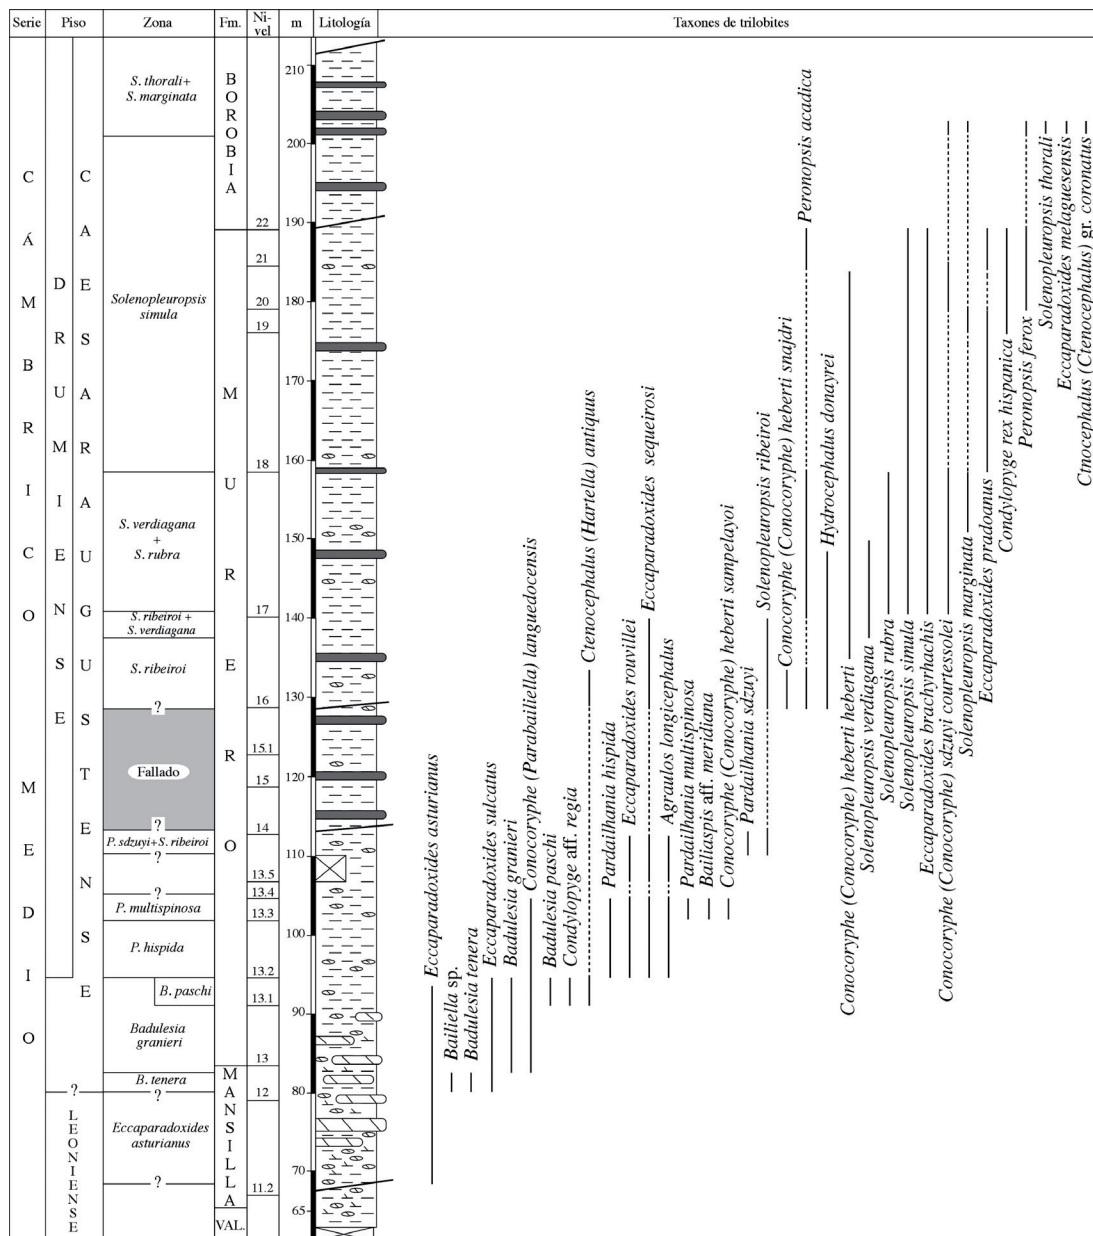 Serie Piso Zona Fm. Ni-vel m Litología Taxones de trilobites
CÁMBRICO MEDIO
DRUMIENSE
CAESARAUGUSTENSE
LEONIENSE
?
S. thorali+
S. marginata
Solenopleuropsis
simula
S. verdiagana
+
S. rubra
S. ribeiroi +
S. verdiagana
S. ribeiroi
?
Fallado
?
P. sdzuyi+S. ribeiroi
?
?
P. multispinosa
P. hispida
B. paschi
Badulesia
granieri
B. tenera
?
Eccaparadoxides
asturianus
?
BOROBIA
MURERO
MANSILLA
VAL.
22
21
20
19
18
17
16
15.1
15
14
13.5
13.4
13.3
13.2
13.1
13
12
11.2
210
200
190
180
170
160
150
140
130
120
110
100
90
80
70
65
Eccaparadoxides asturianus
Bailiella sp.
Badulesia tenera
Eccaparadoxides sulcatus
Badulesia granieri
Conocoryphe (Parabailiella) languedocensis
Badulesia paschi
Condylopyge aff. regia
Ctenocephalus (Hartella) antiquus
Pardailhania hispida
Eccaparadoxides rouvillei
Eccaparadoxides sequeirosi
Agraulos longicephalus
Pardailhania multispinosa
Bailiaspis aff. meridiana
Conocoryphe (Conocoryphe) heberti sampelayoi
Pardailhania sdzuyi
Solenopleuropsis ribeiroi
Conocoryphe (Conocoryphe) heberti snajdri
Peronopsis acadica
Hydrocephalus donayrei
Conocoryphe (Conocoryphe) heberti heberti
Solenopleuropsis verdiagana
Solenopleuropsis rubra
Solenopleuropsis simula
Eccaparadoxides brachyrhachis
Conocoryphe (Conocoryphe) sdzuyi courtessolei
Solenopleuropsis marginata
Eccaparadoxides pradoanus
Condylopyge rex hispanica
Peronopsis ferox
Solenopleuropsis thorali
Eccaparadoxides melaguesensis
Ctnocephalus (Ctenocephalus) gr. coronatus